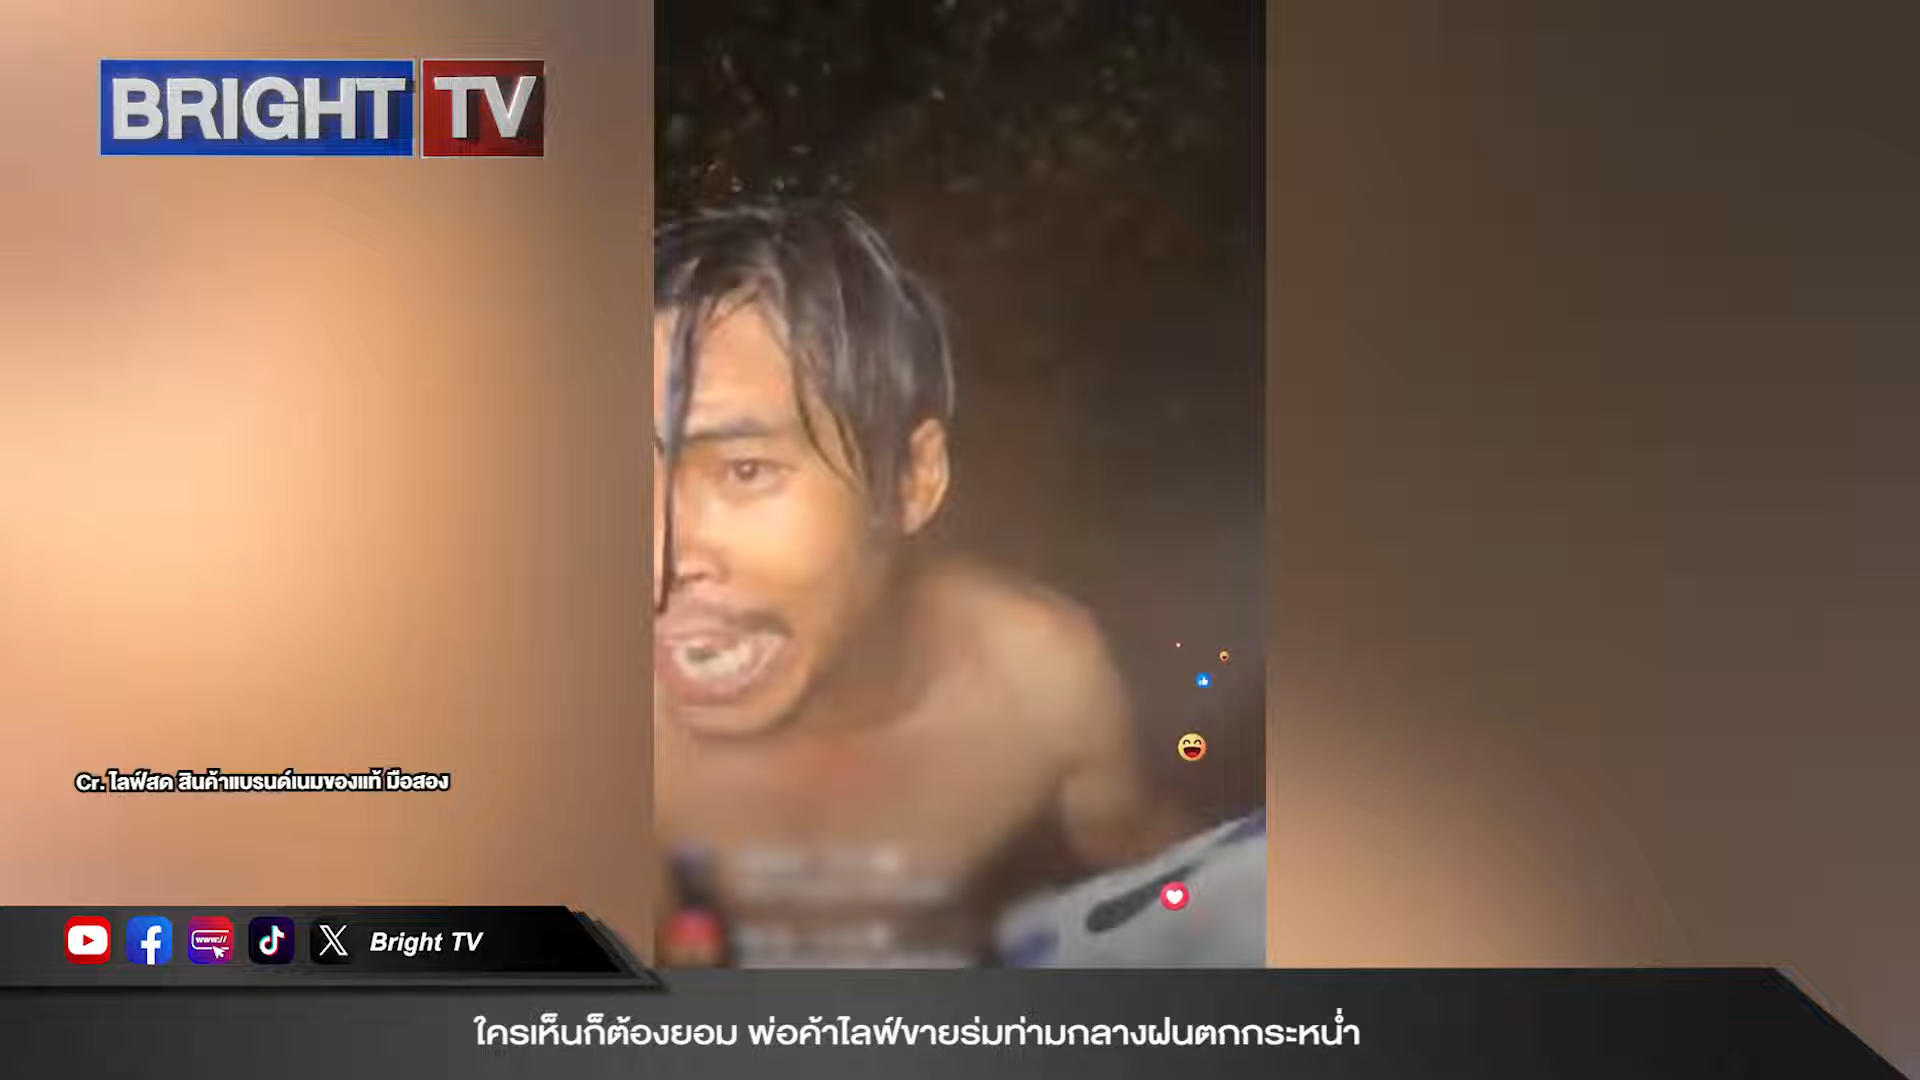 BRIGHT TV
Cr. ไลฟ์สด สินค้าแบรนด์เนมของแท้ มือสอง
www://
Bright TV
ใครเห็นก็ต้องยอม พ่อค้าไลฟ์ขายร่มท่ามกลางฝนตกกระหน่ำ